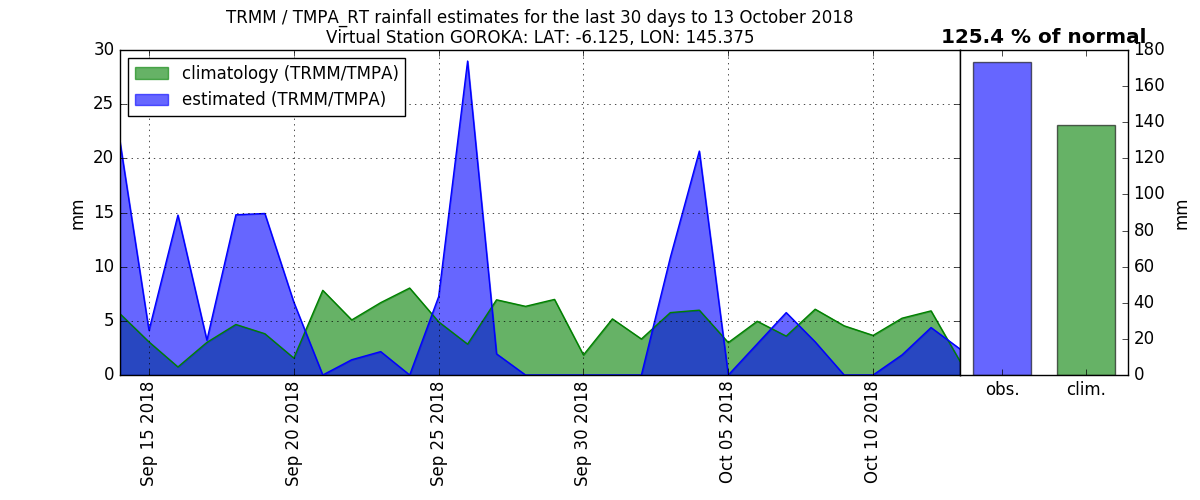 TRMM / TMPA_RT rainfall estimates for the last 30 days to 13 October 2018
Virtual Station GOROKA: LAT: -6.125, LON: 145.375
125.4 % of normal
climatology (TRMM/TMPA)
estimated (TRMM/TMPA)
30
25
20
15
10
5
0
mm
Sep 15 2018
Sep 20 2018
Sep 25 2018
Sep 30 2018
Oct 05 2018
Oct 10 2018
obs.
clim.
180
160
140
120
100
80
60
40
20
0
mm